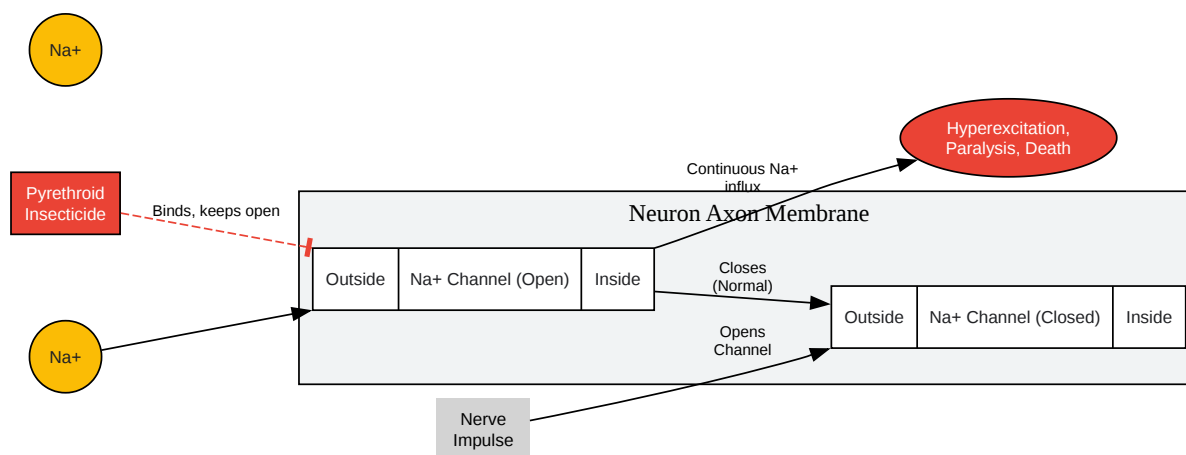 Na+
Hyperexcitation,
Paralysis, Death
Pyrethroid
Insecticide
Binds, keeps open
Continuous Na+
influx
Neuron Axon Membrane
Outside
Na+ Channel (Open)
Inside
Closes
(Normal)
Outside
Na+ Channel (Closed)
Inside
Opens
Channel
Na+
Nerve
Impulse